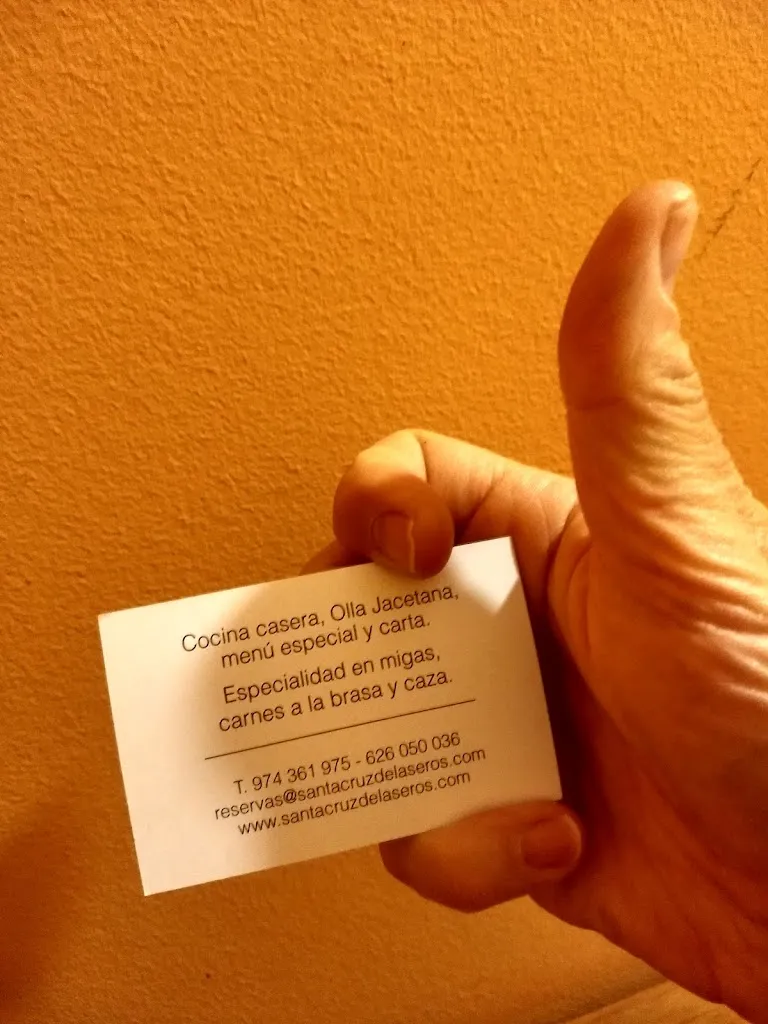 Cocina casera, Olla Jacetana,
menú especial y carta.
Especialidad en migas,
carnes a la brasa y caza.
T. 974 361 975 - 626 050 036
reservas@santacruzdelaseros.com
www.santacruzdelaseros.com